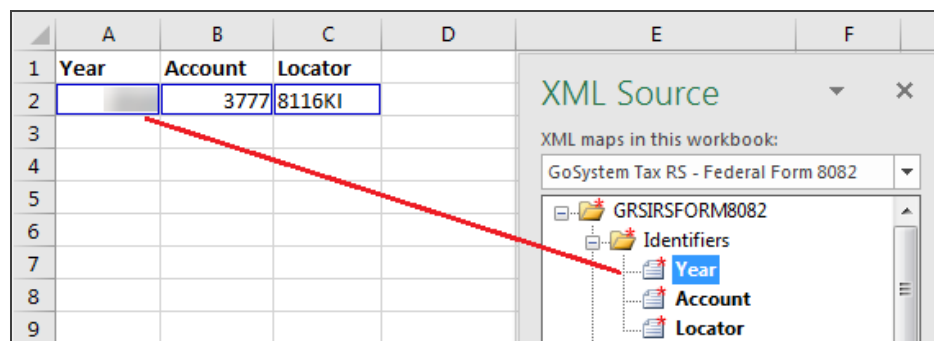 A B C D E F
1 Year Account Locator
2 3777 8116KI
3
4
5
6
7
8
9
XML Source
XML maps in this workbook:
GoSystem Tax RS - Federal Form 8082
GRSIRSFORM8082
Identifiers
Year
Account
Locator